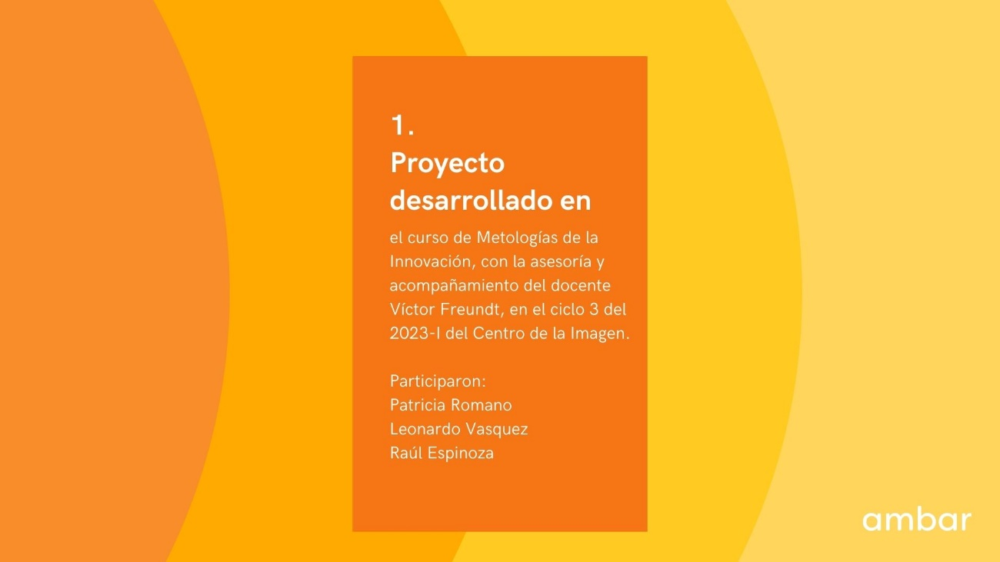 1.
Proyecto
desarrollado en
el curso de Metologías de la
Innovación, con la asesoría y
acompañamiento del docente
Víctor Freundt, en el ciclo 3 del
2023-I del Centro de la Imagen.
Participaron:
Patricia Romano
Leonardo Vasquez
Raúl Espinoza
ambar